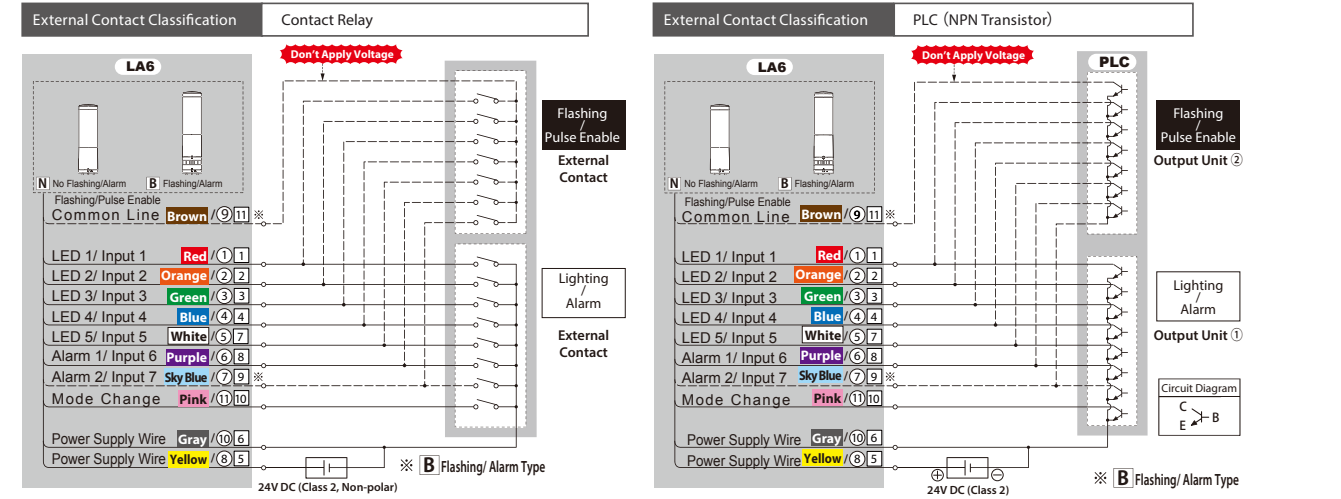 External Contact Classification Contact Relay
Don't Apply Voltage
LA6
N No Flashing/Alarm B Flashing/Alarm
Flashing/Pulse Enable
Common Line Brown /⑨ 11 ※
LED 1/ Input 1 Red /① 1
LED 2/ Input 2 Orange /② 2
LED 3/ Input 3 Green /③ 3
LED 4/ Input 4 Blue /④ 4
LED 5/ Input 5 White /⑤ 7
Alarm 1/ Input 6 Purple /⑥ 8
Alarm 2/ Input 7 Sky Blue /⑦ 9 ※
Mode Change Pink /⑪ 10
Power Supply Wire Gray /⑩ 6
Power Supply Wire Yellow /⑧ 5
24V DC (Class 2, Non-polar)
Flashing
/
Pulse Enable
External
Contact
Lighting
/
Alarm
External
Contact
※ B Flashing/ Alarm Type
External Contact Classification PLC (NPN Transistor)
Don't Apply Voltage
LA6
PLC
N No Flashing/Alarm B Flashing/Alarm
Flashing/Pulse Enable
Common Line Brown /⑨ 11 ※
LED 1/ Input 1 Red /① 1
LED 2/ Input 2 Orange /② 2
LED 3/ Input 3 Green /③ 3
LED 4/ Input 4 Blue /④ 4
LED 5/ Input 5 White /⑤ 7
Alarm 1/ Input 6 Purple /⑥ 8
Alarm 2/ Input 7 Sky Blue /⑦ 9 ※
Mode Change Pink /⑪ 10
Power Supply Wire Gray /⑩ 6
Power Supply Wire Yellow /⑧ 5
⊕ ⊖
24V DC (Class 2)
Flashing
/
Pulse Enable
Output Unit ②
Lighting
/
Alarm
Output Unit ①
Circuit Diagram
C
B
E
※ B Flashing/ Alarm Type